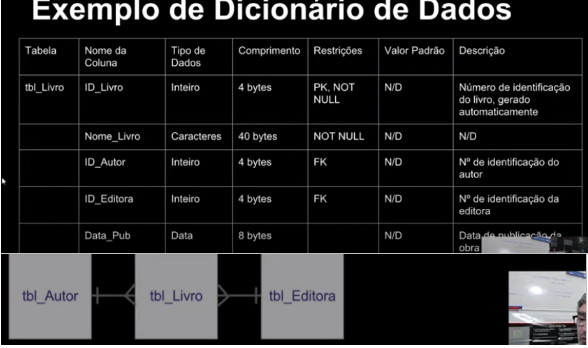 Exemplo de Dicionário de Dados
Tabela Nome da Coluna Tipo de Dados Comprimento Restrições Valor Padrão Descrição
tbl_Livro ID_Livro Inteiro 4 bytes PK, NOT NULL N/D Número de identificação do livro, gerado automaticamente
Nome_Livro Caracteres 40 bytes NOT NULL N/D N/D
ID_Autor Inteiro 4 bytes FK N/D Nº de identificação do autor
ID_Editora Inteiro 4 bytes FK N/D Nº de identificação da editora
Data_Pub Data 8 bytes N/D Data de publicação da obra
tbl_Autor tbl_Livro tbl_Editora